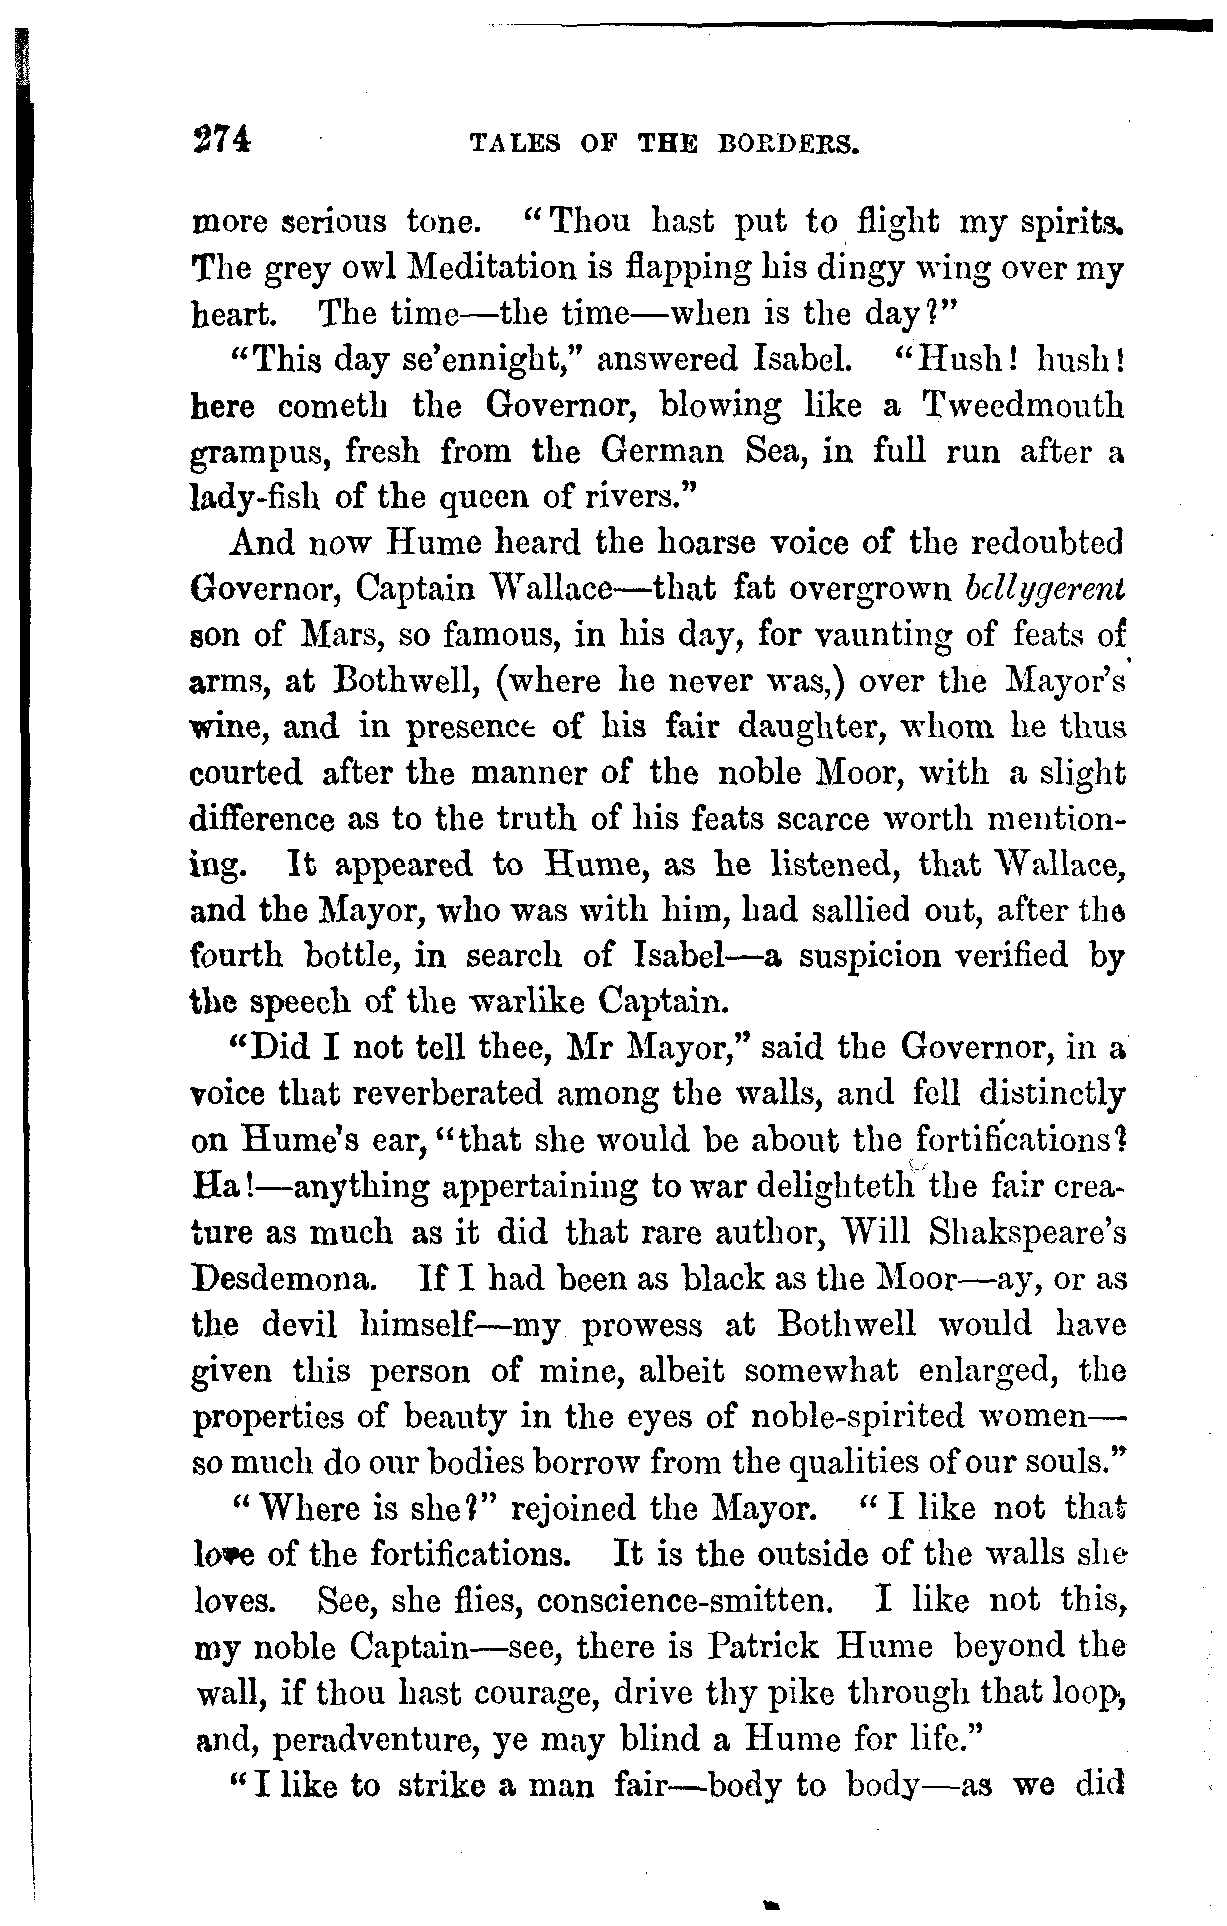 274 TALES OF THE BORDERS.
more serious tone. “Thou hast put to flight my spirits.
The grey owl Meditation is flapping his dingy wing over my
heart. The time—the time—when is the day?”
“This day se’ennight,” answered Isabel. “Hush! hush!
here cometh the Governor, blowing like a Tweedmouth
grampus, fresh from the German Sea, in full run after a
lady-fish of the queen of rivers.”
And now Hume heard the hoarse voice of the redoubted
Governor, Captain Wallace—that fat overgrown bellygerent
son of Mars, so famous, in his day, for vaunting of feats of
arms, at Bothwell, (where he never was,) over the Mayor’s
wine, and in presence of his fair daughter, whom he thus
courted after the manner of the noble Moor, with a slight
difference as to the truth of his feats scarce worth mention-
ing. It appeared to Hume, as he listened, that Wallace,
and the Mayor, who was with him, had sallied out, after the
fourth bottle, in search of Isabel—a suspicion verified by
the speech of the warlike Captain.
“Did I not tell thee, Mr Mayor,” said the Governor, in a
voice that reverberated among the walls, and fell distinctly
on Hume’s ear, “that she would be about the fortifications?
Ha!—anything appertaining to war delighteth the fair crea-
ture as much as it did that rare author, Will Shakspeare’s
Desdemona. If I had been as black as the Moor—ay, or as
the devil himself—my prowess at Bothwell would have
given this person of mine, albeit somewhat enlarged, the
properties of beauty in the eyes of noble-spirited women—
so much do our bodies borrow from the qualities of our souls.”
“Where is she?” rejoined the Mayor. “I like not that
love of the fortifications. It is the outside of the walls she
loves. See, she flies, conscience-smitten. I like not this,
my noble Captain—see, there is Patrick Hume beyond the
wall, if thou hast courage, drive thy pike through that loop,
and, peradventure, ye may blind a Hume for life.”
“I like to strike a man fair—body to body—as we did